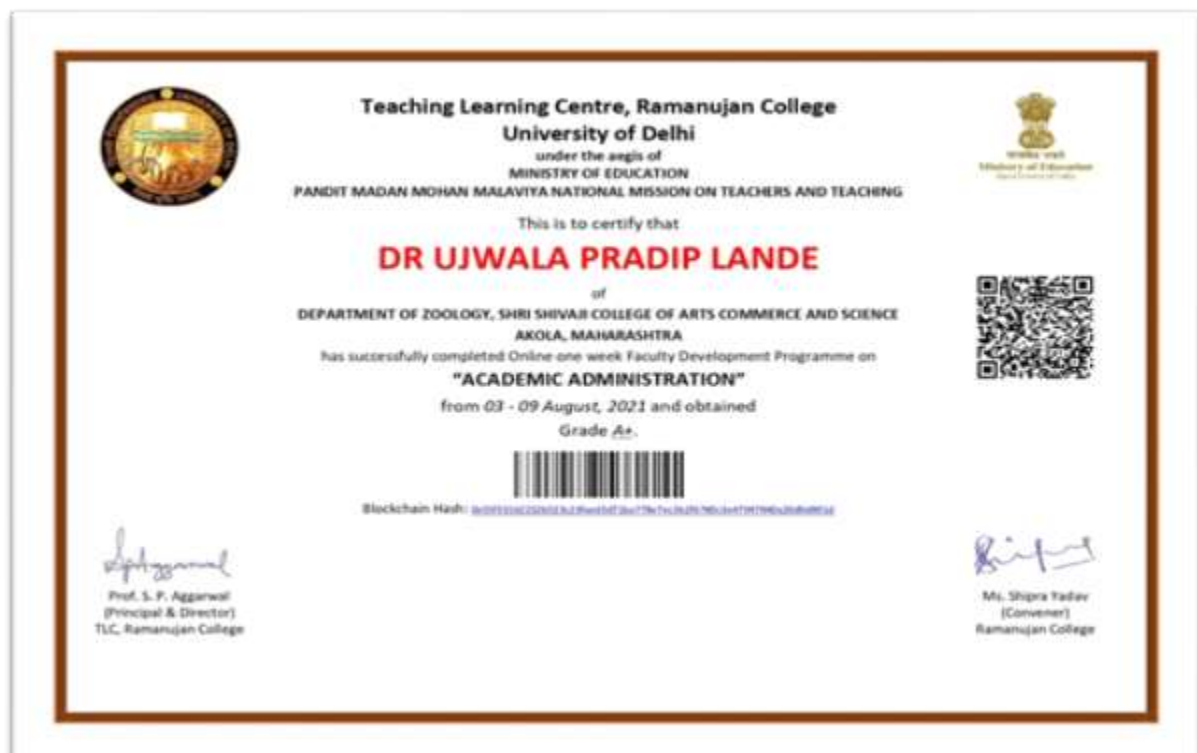 Teaching Learning Centre, Ramanujan College
University of Delhi
under the aegis of
MINISTRY OF EDUCATION
PANDIT MADAN MOHAN MALAVIYA NATIONAL MISSION ON TEACHERS AND TEACHING
Ministry of Education
This is to certify that
DR UJWALA PRADIP LANDE
of
DEPARTMENT OF ZOOLOGY, SHRI SHIVAJI COLLEGE OF ARTS COMMERCE AND SCIENCE
AKOLA, MAHARASHTRA
has successfully completed Online one week Faculty Development Programme on
"ACADEMIC ADMINISTRATION"
from 03 - 09 August, 2021 and obtained
Grade A+.
Blockchain Hash:
Prof. S. P. Aggarwal
(Principal & Director)
TLC, Ramanujan College
Ms. Shipra Yadav
(Convener)
Ramanujan College